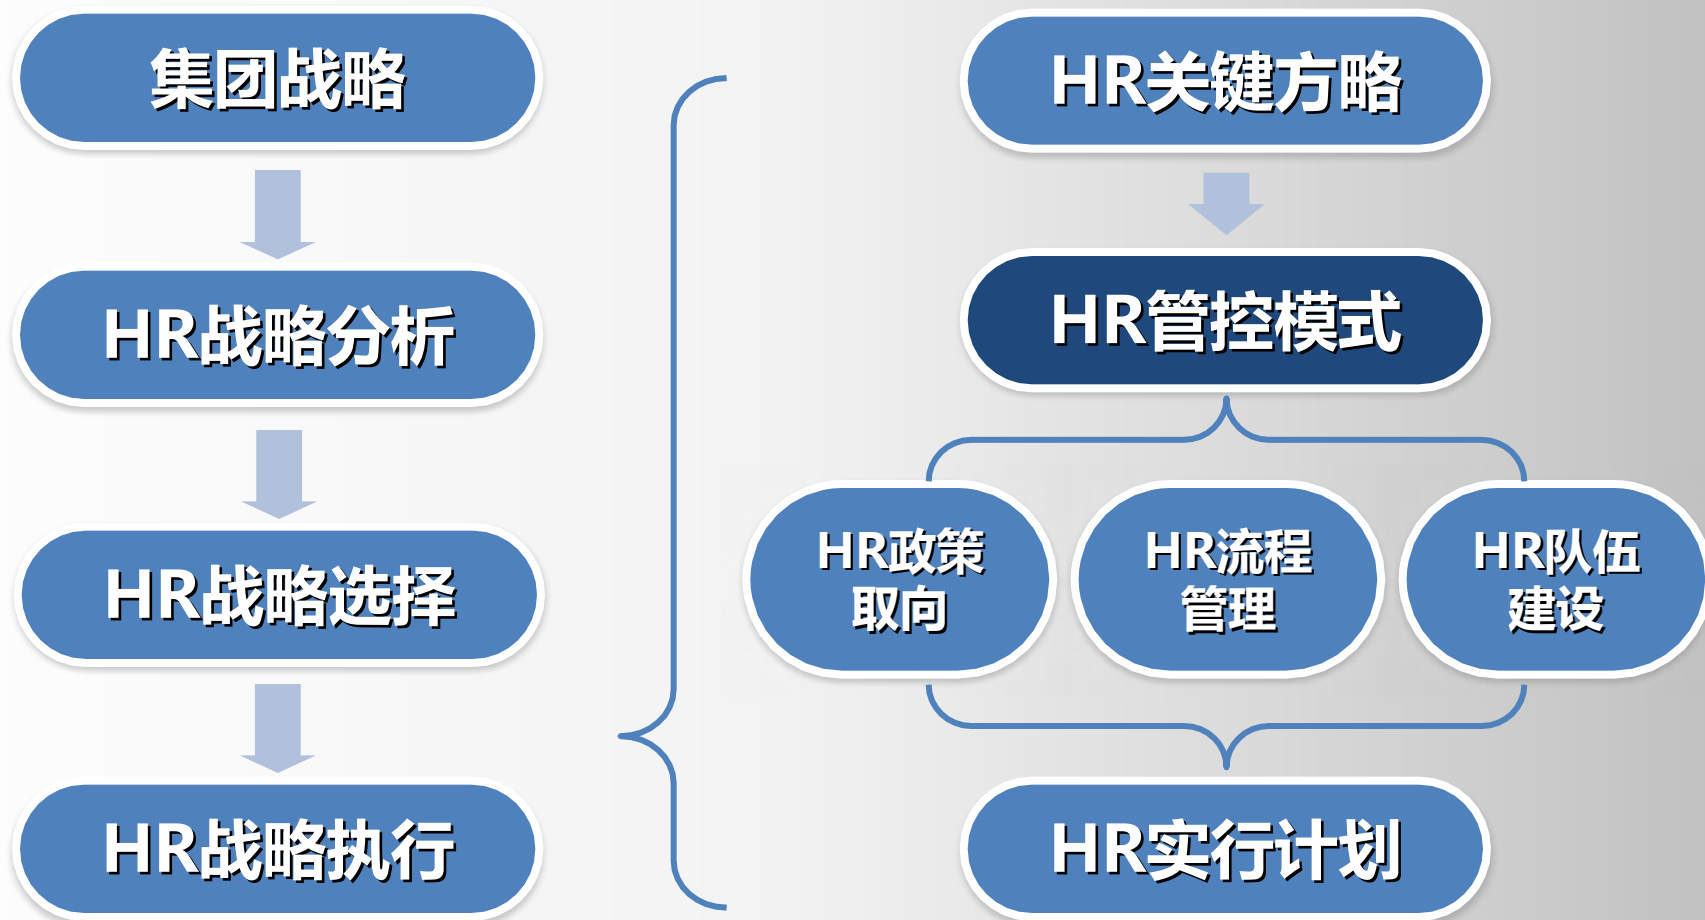 集团战略
HR战略分析
HR战略选择
HR战略执行
HR关键方略
HR管控模式
HR政策
取向
HR流程
管理
HR队伍
建设
HR实行计划